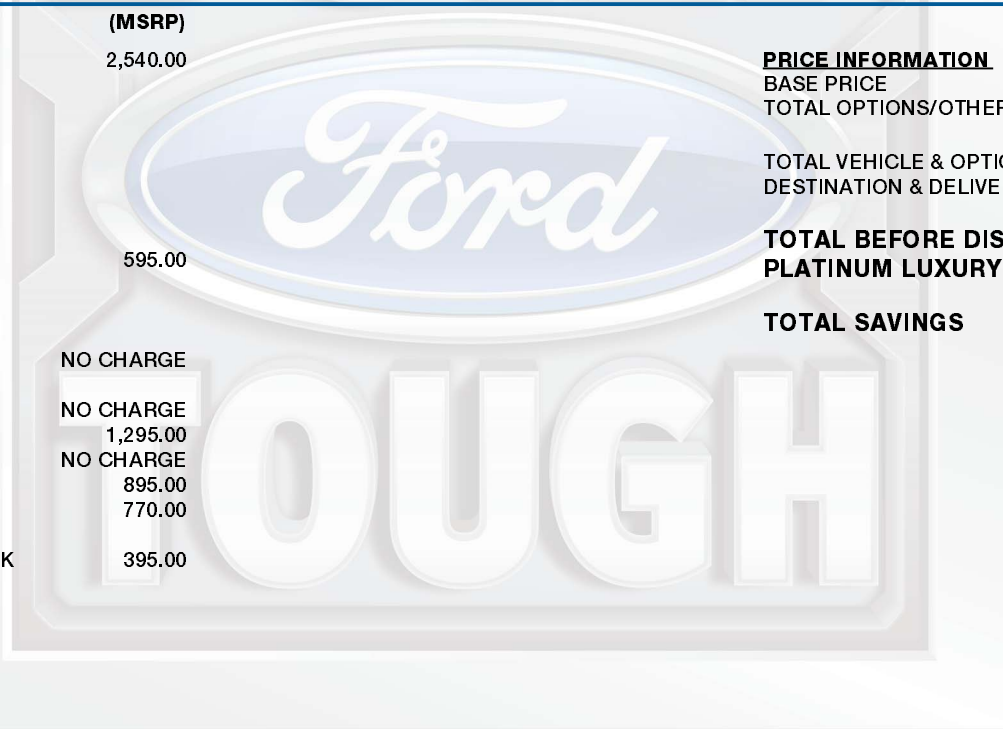 (MSRP)
2,540.00
595.00
NO CHARGE
NO CHARGE
1,295.00
NO CHARGE
895.00
770.00
K 395.00
PRICE INFORMATION
BASE PRICE
TOTAL OPTIONS/OTHER
TOTAL VEHICLE & OPTIO
DESTINATION & DELIVE
TOTAL BEFORE DIS
PLATINUM LUXURY
TOTAL SAVINGS
Ford
TOUGH